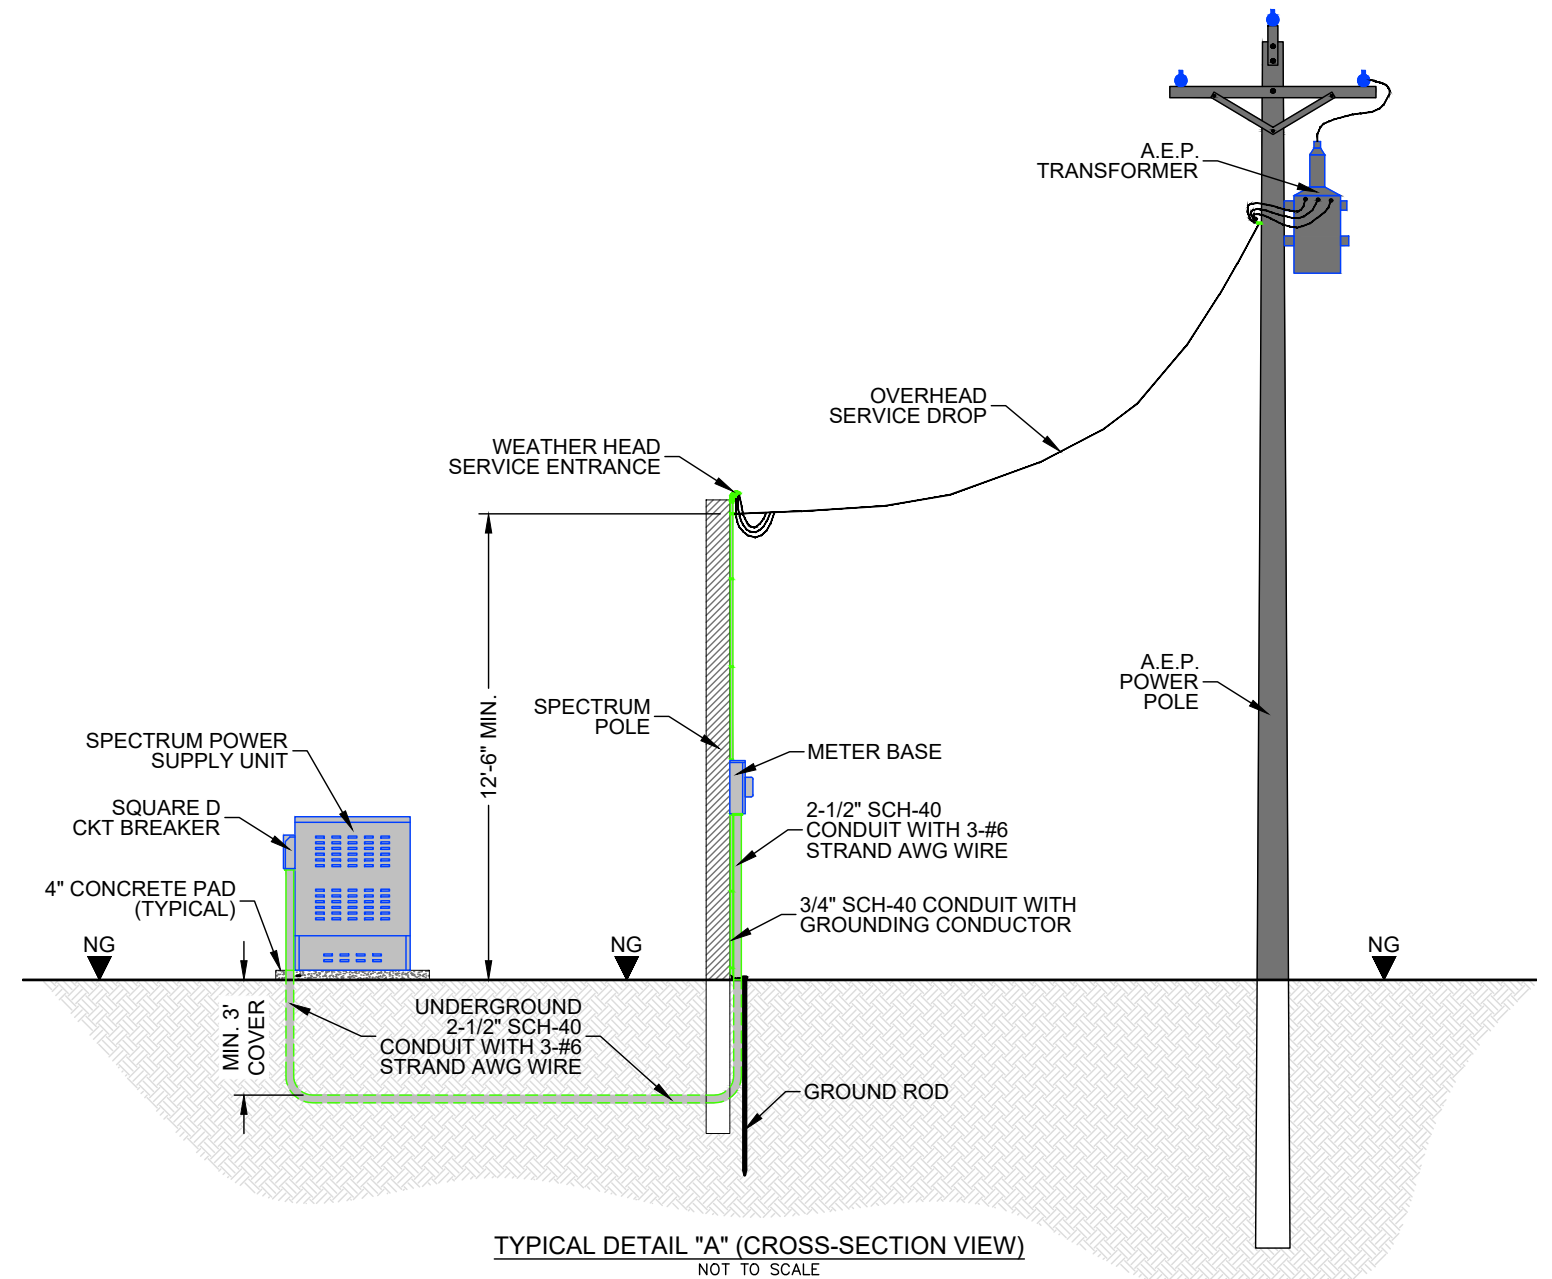 A.E.P.
TRANSFORMER
OVERHEAD
SERVICE DROP
WEATHER HEAD
SERVICE ENTRANCE
12'-6" MIN.
SPECTRUM
POLE
A.E.P.
POWER
POLE
SPECTRUM POWER
SUPPLY UNIT
METER BASE
SQUARE D
CKT BREAKER
2-1/2" SCH-40
CONDUIT WITH 3-#6
STRAND AWG WIRE
4" CONCRETE PAD
(TYPICAL)
3/4" SCH-40 CONDUIT WITH
GROUNDING CONDUCTOR
NG
NG
NG
MIN. 3'
COVER
UNDERGROUND
2-1/2" SCH-40
CONDUIT WITH 3-#6
STRAND AWG WIRE
GROUND ROD
TYPICAL DETAIL "A" (CROSS-SECTION VIEW)
NOT TO SCALE